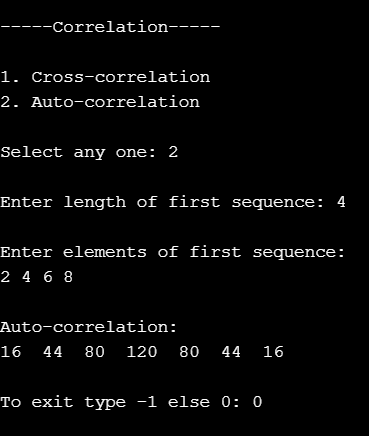 -----Correlation-----
1. Cross-correlation
2. Auto-correlation
Select any one: 2
Enter length of first sequence: 4
Enter elements of first sequence:
2 4 6 8
Auto-correlation:
16  44  80  120  80  44  16
To exit type -1 else 0: 0